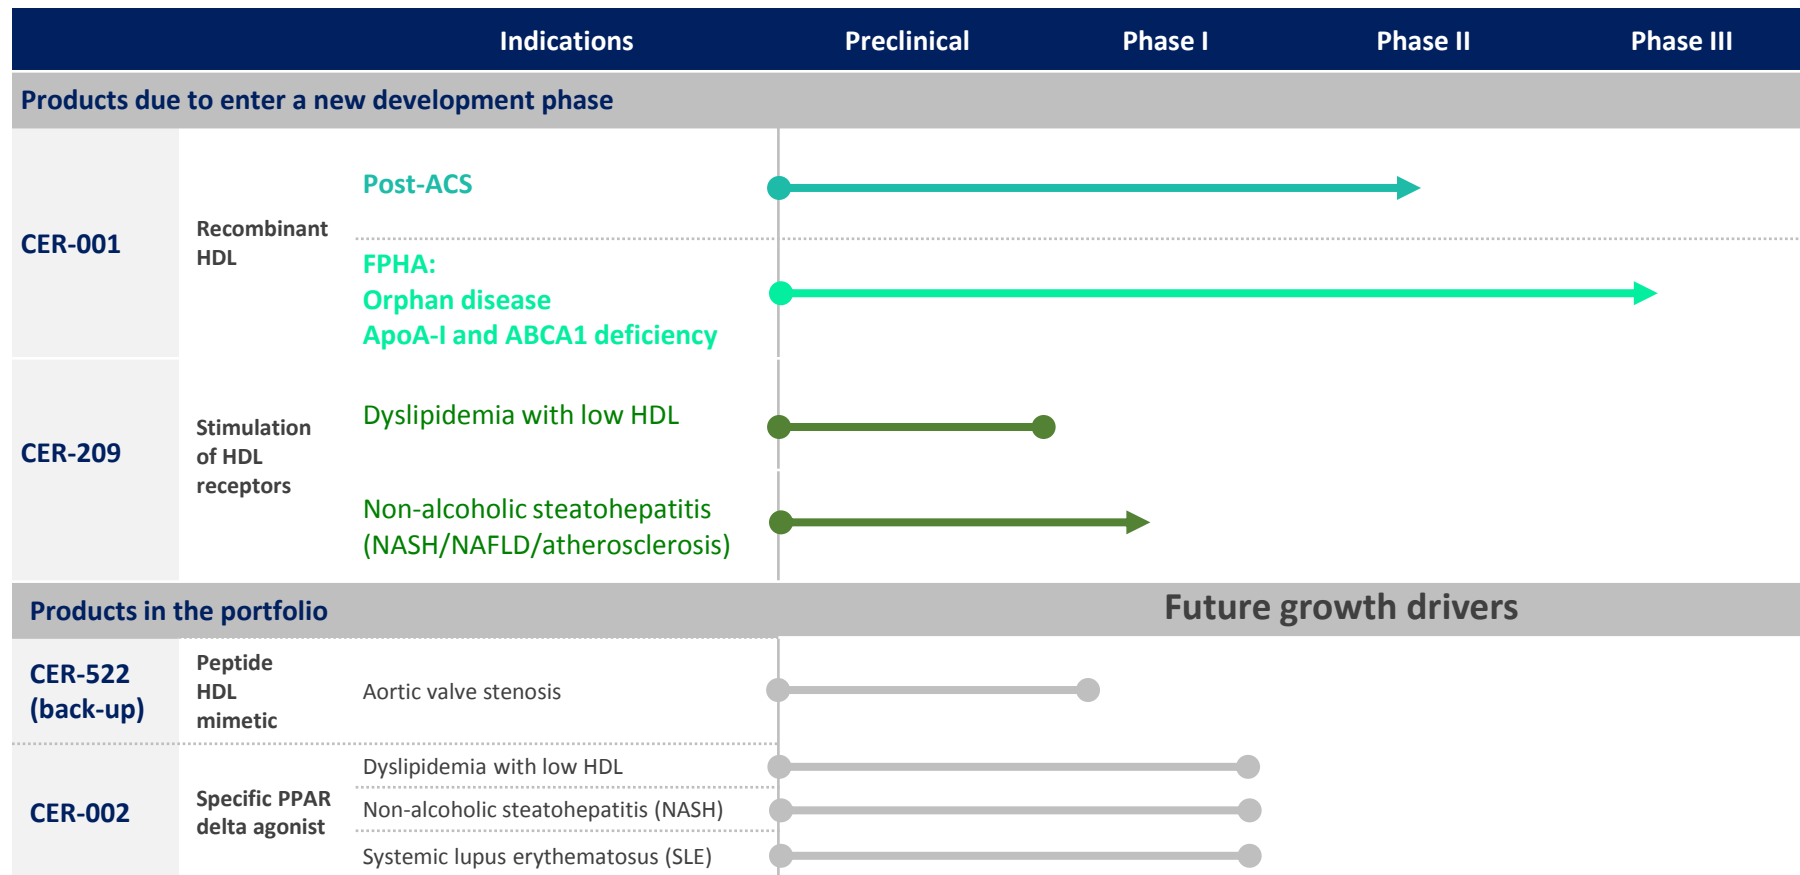 Indications Preclinical Phase I Phase II Phase III
Products due to enter a new development phase
CER-001
Recombinant
HDL
Post-ACS
FPHA:
Orphan disease
ApoA-I and ABCA1 deficiency
CER-209
Stimulation
of HDL
receptors
Dyslipidemia with low HDL
Non-alcoholic steatohepatitis
(NASH/NAFLD/atherosclerosis)
Products in the portfolio
Future growth drivers
CER-522
(back-up)
Peptide
HDL
mimetic
Aortic valve stenosis
CER-002
Specific PPAR
delta agonist
Dyslipidemia with low HDL
Non-alcoholic steatohepatitis (NASH)
Systemic lupus erythematosus (SLE)